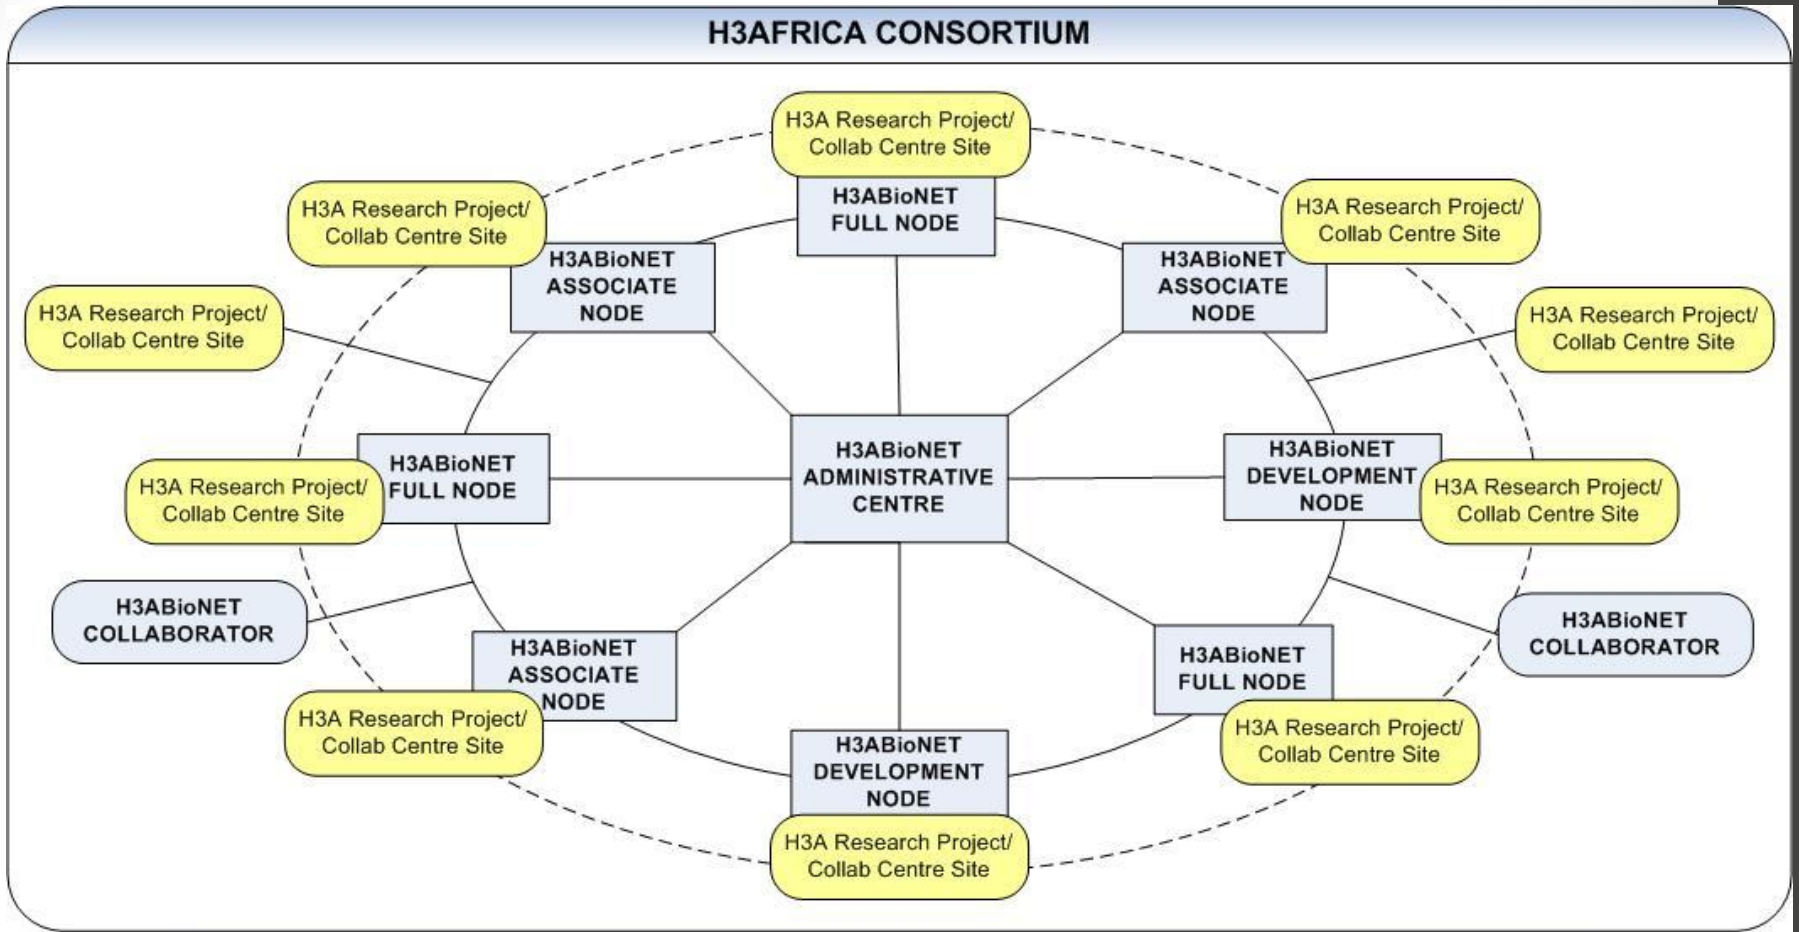 H3AFRICA CONSORTIUM
H3A Research Project/
Collab Centre Site
H3ABioNET
FULL NODE
H3A Research Project/
Collab Centre Site
H3ABioNET
ASSOCIATE
NODE
H3A Research Project/
Collab Centre Site
H3ABioNET
ASSOCIATE
NODE
H3A Research Project/
Collab Centre Site
H3A Research Project/
Collab Centre Site
H3ABioNET
FULL NODE
H3A Research Project/
Collab Centre Site
H3ABioNET
ADMINISTRATIVE
CENTRE
H3ABioNET
DEVELOPMENT
NODE
H3A Research Project/
Collab Centre Site
H3ABioNET
COLLABORATOR
H3ABioNET
COLLABORATOR
H3ABioNET
ASSOCIATE
NODE
H3A Research Project/
Collab Centre Site
H3ABioNET
FULL NODE
H3A Research Project/
Collab Centre Site
H3ABioNET
DEVELOPMENT
NODE
H3A Research Project/
Collab Centre Site